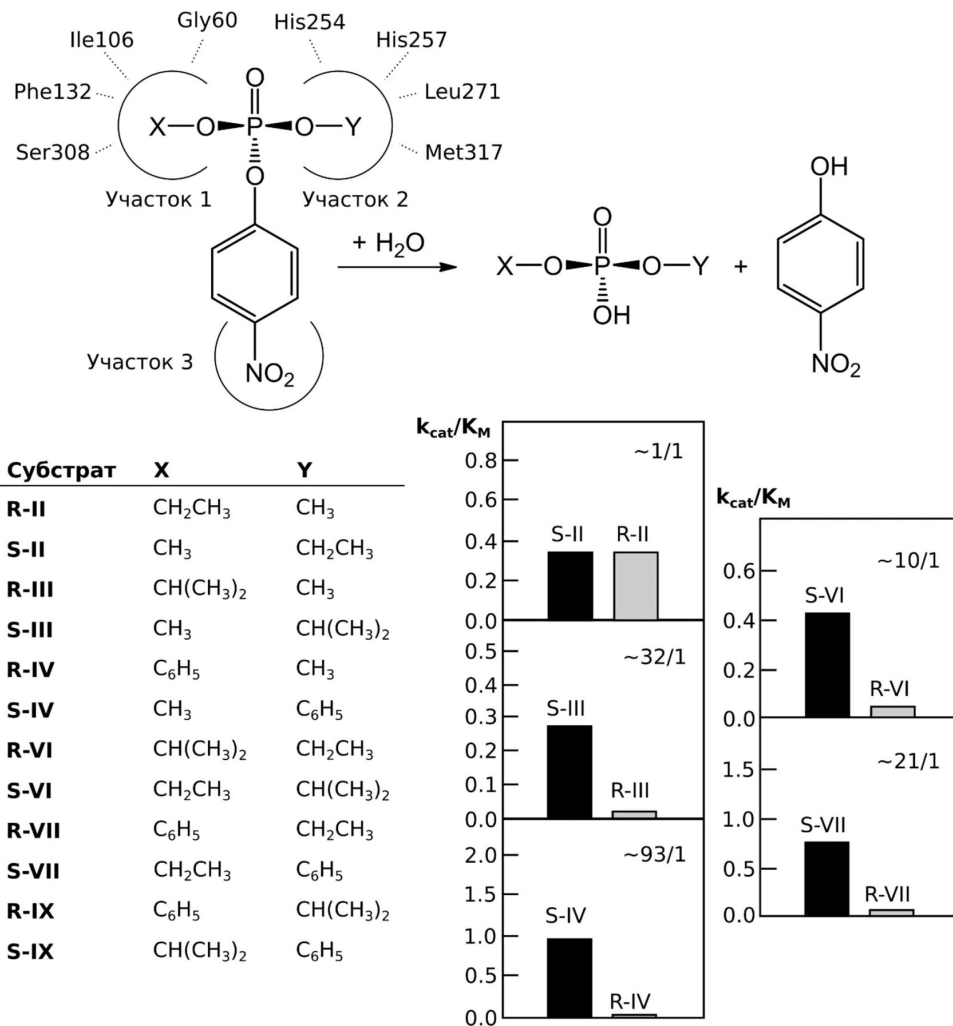 Gly60
His254
Ile106
His257
Phe132
Leu271
Ser308
Met317
O
X—O P O—Y
O
Участок 1
Участок 2
NO₂
Участок 3
+ H₂O
O
X—O P O—Y
OH
+
OH
NO₂
Субстрат X Y
R-II CH₂CH₃ CH₃
S-II CH₃ CH₂CH₃
R-III CH(CH₃)₂ CH₃
S-III CH₃ CH(CH₃)₂
R-IV C₆H₅ CH₃
S-IV CH₃ C₆H₅
R-VI CH(CH₃)₂ CH₂CH₃
S-VI CH₂CH₃ CH(CH₃)₂
R-VII C₆H₅ CH₂CH₃
S-VII CH₂CH₃ C₆H₅
R-IX C₆H₅ CH(CH₃)₂
S-IX CH(CH₃)₂ C₆H₅
kcat/KM
~1/1
0.8
0.6
0.4
0.2
0.0
S-II R-II
~32/1
0.5
0.4
0.3
0.2
0.1
0.0
S-III
R-III
~93/1
2.0
1.5
1.0
0.5
0.0
S-IV
R-IV
kcat/KM
~10/1
0.6
0.4
0.2
0.0
S-VI
R-VI
~21/1
1.5
1.0
0.5
0.0
S-VII
R-VII